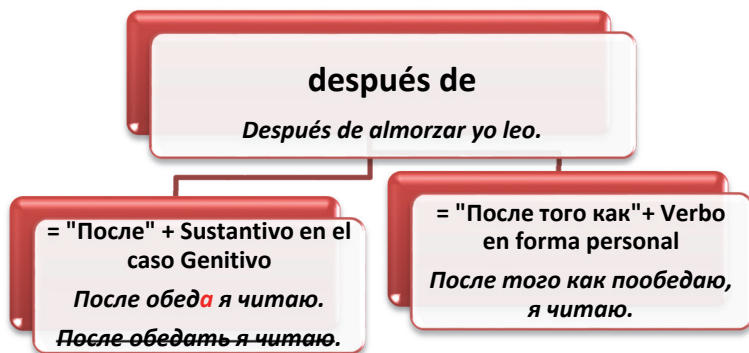 después de
Después de almorzar yo leo.
= "После" + Sustantivo en el
caso Genitivo
После обеда я читаю.
После обедать я читаю.
= "После того как"+ Verbo
en forma personal
После того как пообедаю,
я читаю.